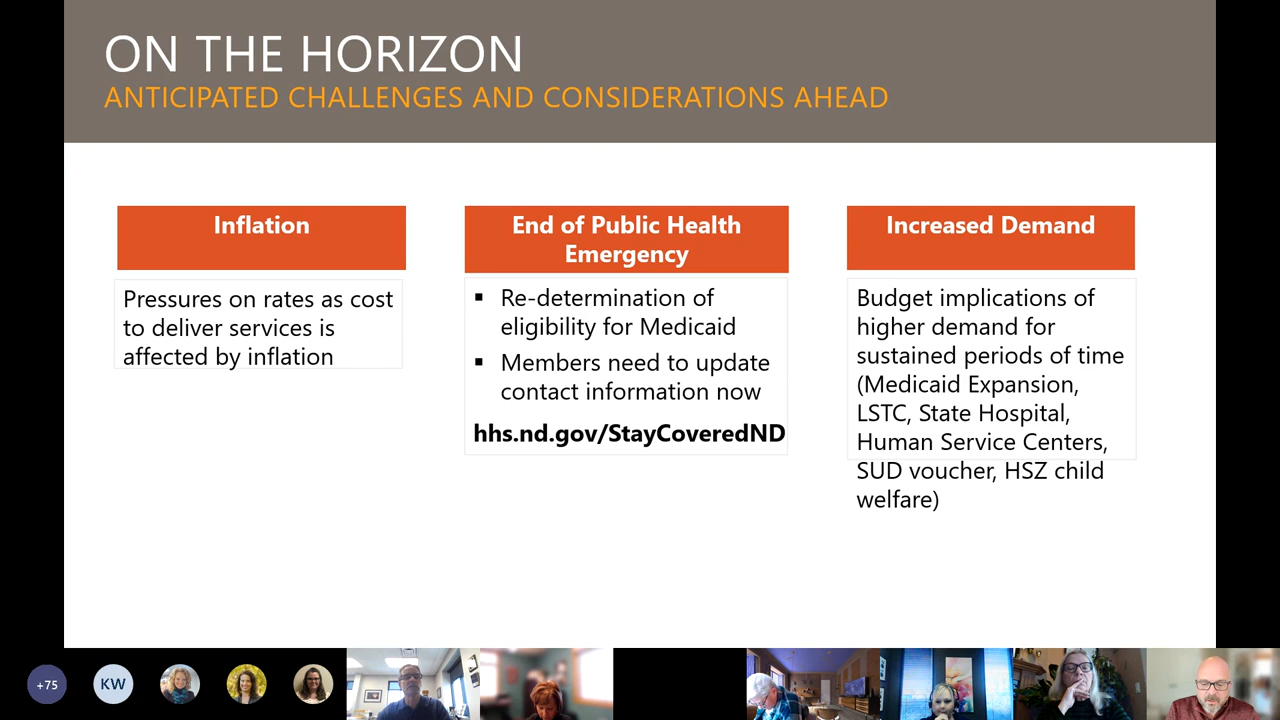 ON THE HORIZON
ANTICIPATED CHALLENGES AND CONSIDERATIONS AHEAD
Inflation
Pressures on rates as cost
to deliver services is
affected by inflation
End of Public Health
Emergency
▪ Re-determination of
eligibility for Medicaid
▪ Members need to update
contact information now
hhs.nd.gov/StayCoveredND
Increased Demand
Budget implications of
higher demand for
sustained periods of time
(Medicaid Expansion,
LSTC, State Hospital,
Human Service Centers,
SUD voucher, HSZ child
welfare)
+75
KW